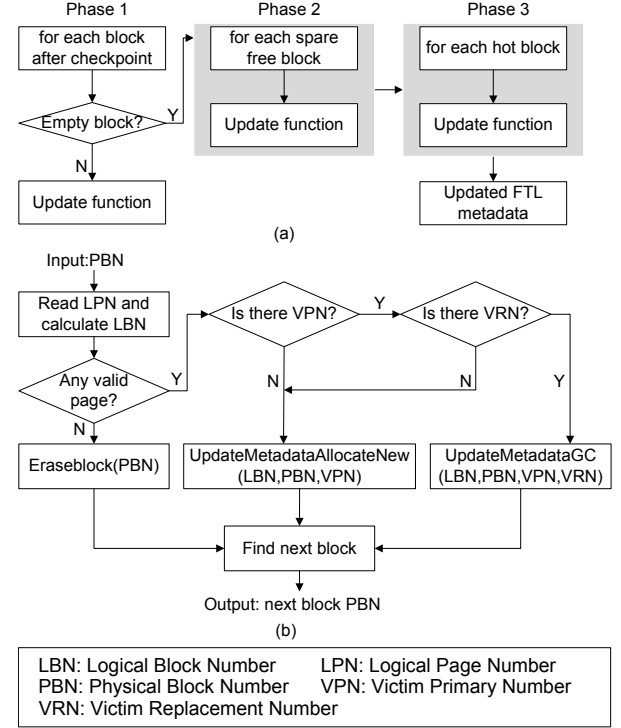 Phase 1
Phase 2
Phase 3
for each block
after checkpoint
Empty block?
Y
N
Update function
for each spare
free block
Update function
for each hot block
Update function
Updated FTL
metadata
(a)
Input:PBN
Read LPN and
calculate LBN
Any valid
page?
Y
N
Eraseblock(PBN)
Is there VPN?
Y
N
Is there VRN?
N
Y
UpdateMetadataAllocateNew
(LBN,PBN,VPN)
UpdateMetadataGC
(LBN,PBN,VPN,VRN)
Find next block
Output: next block PBN
(b)
LBN: Logical Block Number LPN: Logical Page Number
PBN: Physical Block Number VPN: Victim Primary Number
VRN: Victim Replacement Number